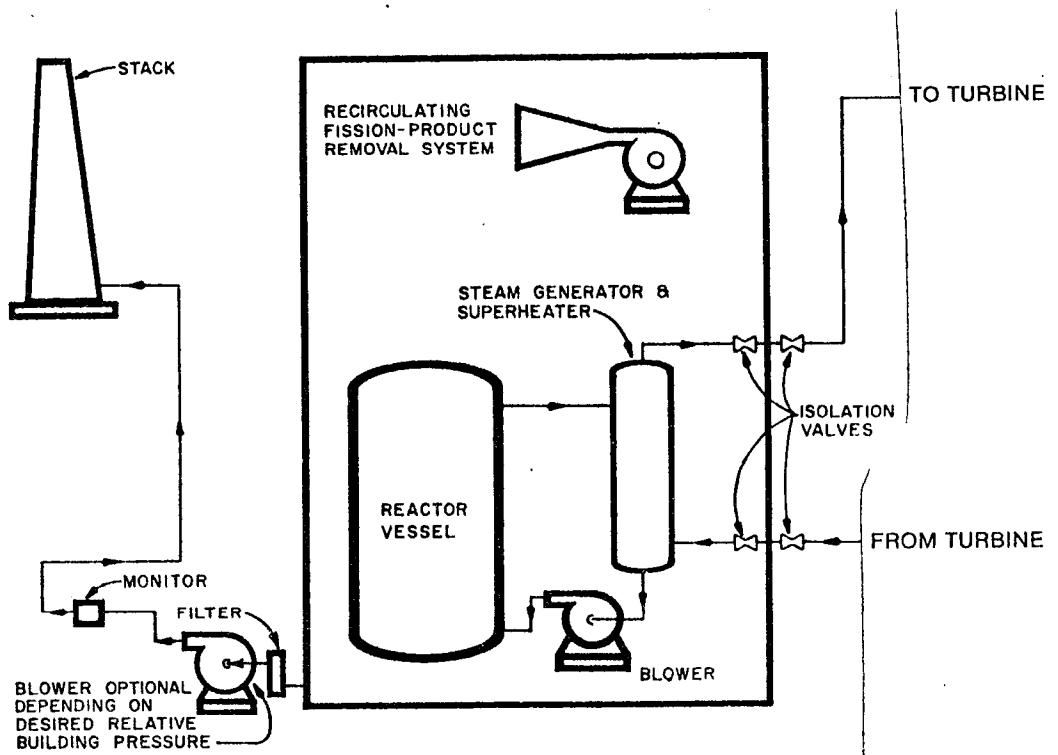 STACK
RECIRCULATING
FISSION-PRODUCT
REMOVAL SYSTEM
TO TURBINE
STEAM GENERATOR &
SUPERHEATER
ISOLATION
VALVES
REACTOR
VESSEL
FROM TURBINE
MONITOR
FILTER
BLOWER
BLOWER OPTIONAL
DEPENDING ON
DESIRED RELATIVE
BUILDING PRESSURE